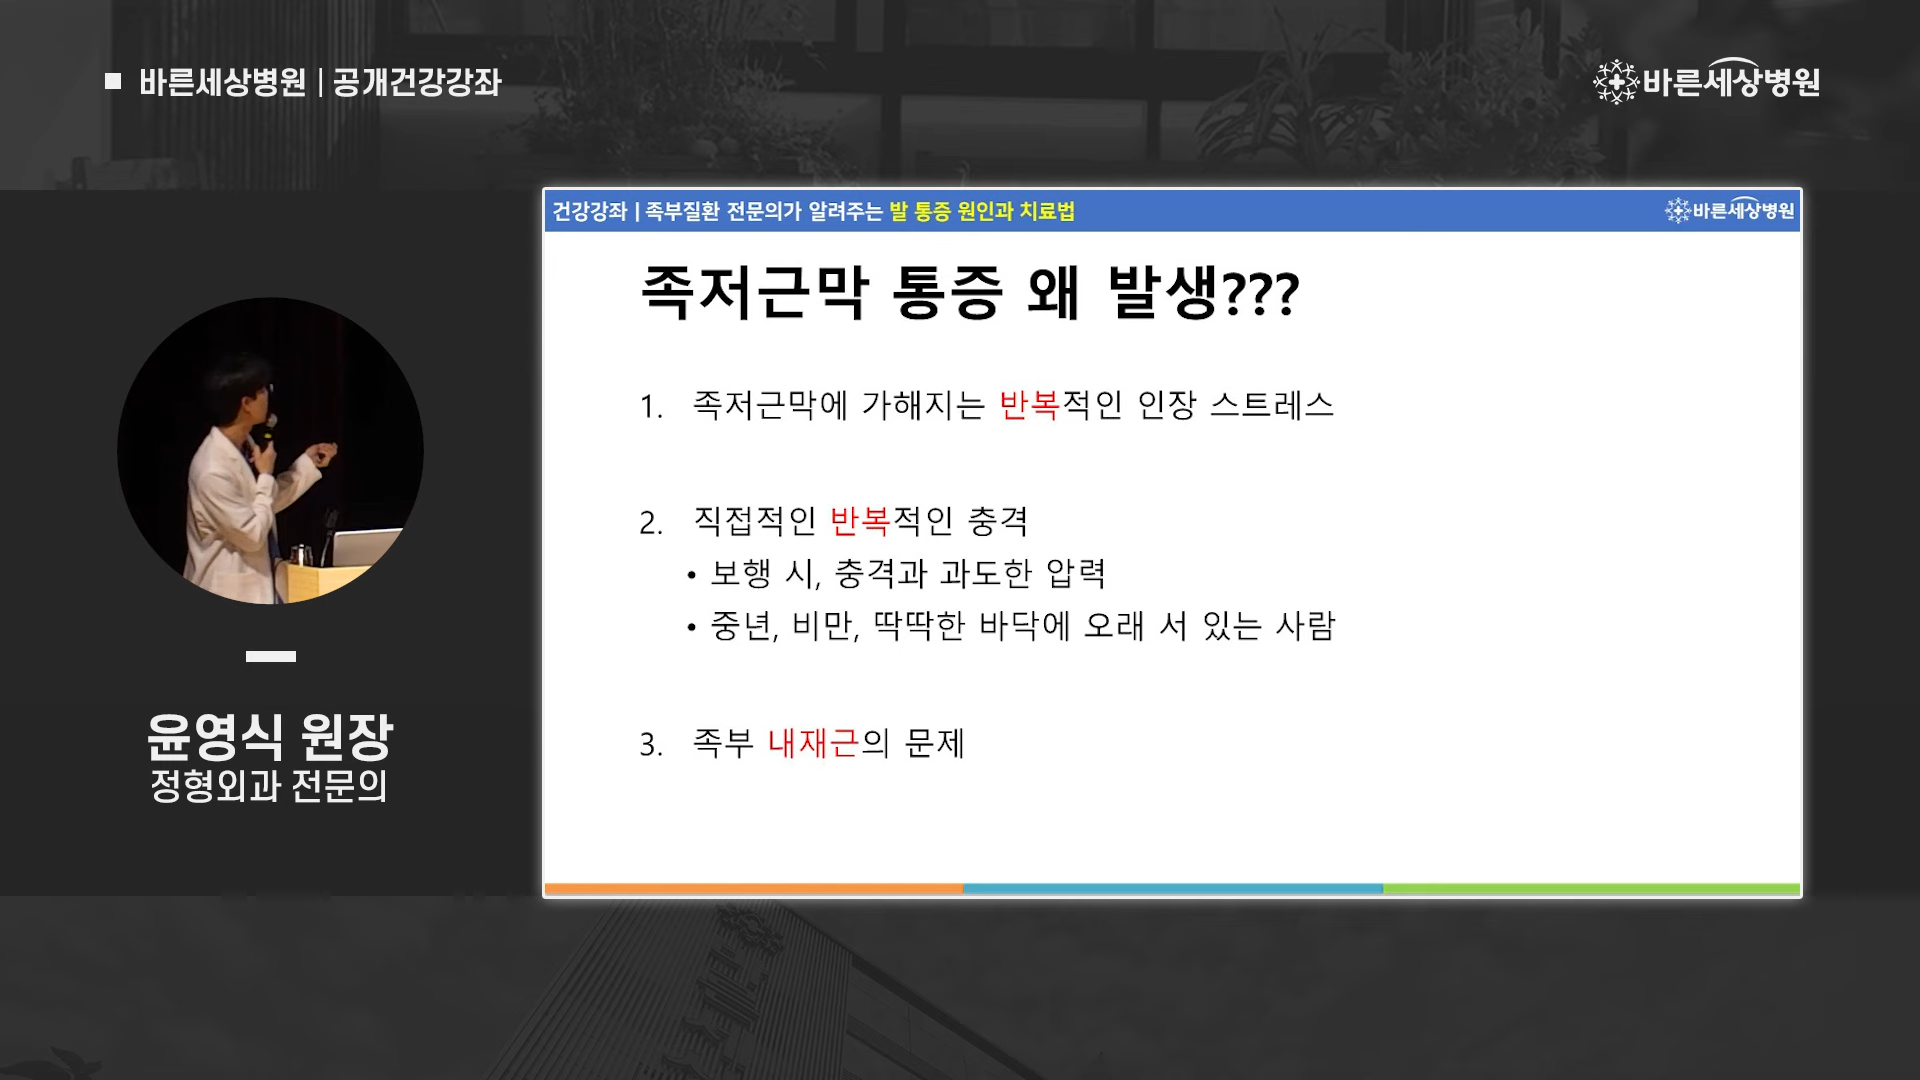 바른세상병원 | 공개건강강좌
바른세상병원
건강강좌 | 족부질환 전문의가 알려주는 발 통증 원인과 치료법
바른세상병원
족저근막 통증 왜 발생???
1. 족저근막에 가해지는 반복적인 인장 스트레스
2. 직접적인 반복적인 충격
• 보행 시, 충격과 과도한 압력
• 중년, 비만, 딱딱한 바닥에 오래 서 있는 사람
3. 족부 내재근의 문제
윤영식 원장
정형외과 전문의